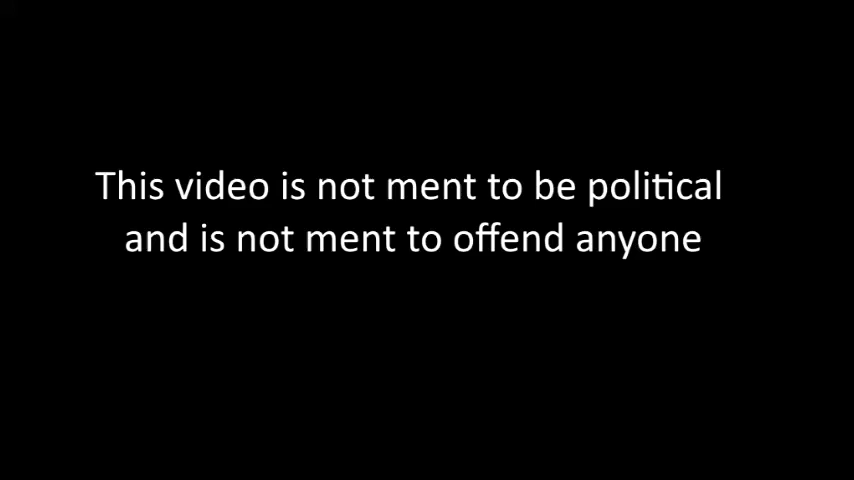 This video is not ment to be political
and is not ment to offend anyone